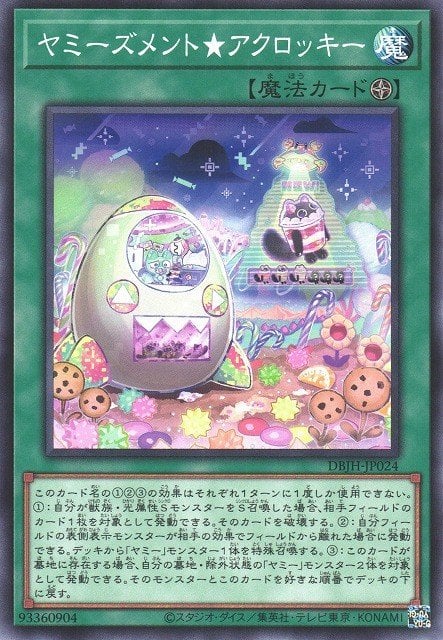 ヤミーズメント★アクロッキー
魔
【魔法カード】
DBJH-JP024
このカード名の①②③の効果はそれぞれ1ターンに1度しか使用できない。
①：自分が獣族・光属性SモンスターをS召喚した場合、相手フィールドの
カード1枚を対象として発動できる。そのカードを破壊する。②：自分フィー
ルドの表側表示モンスターが相手の効果でフィールドから離れた場合に発動
できる。デッキから「ヤミー」モンスター1体を特殊召喚する。③：このカードが
墓地に存在する場合、自分の墓地・除外状態の「ヤミー」モンスター2体を対象
として発動できる。そのモンスターとこのカードを好きな順番でデッキの下
に戻す。
93360904
©スタジオ・ダイス／集英社・テレビ東京・KONAMI